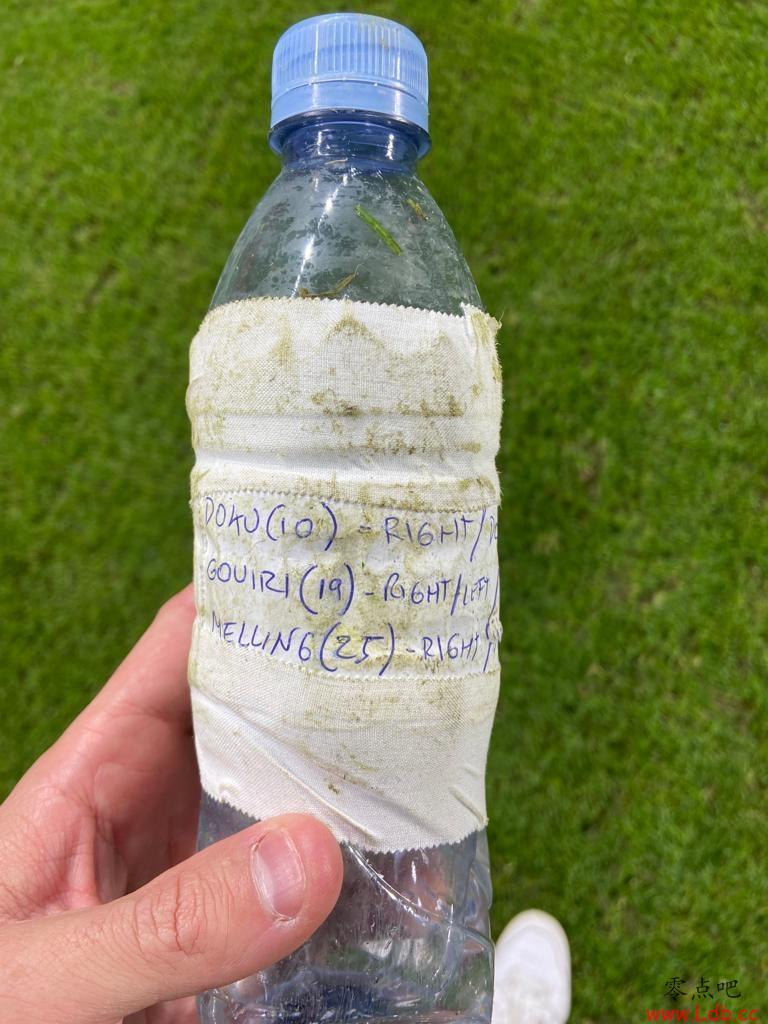 DOKU(10) - RIGHT/
GOUIRI(19) - RIGHT/LEFT/
MELLING(25) - RIGHT/
零点吧
www.Ldb.cc